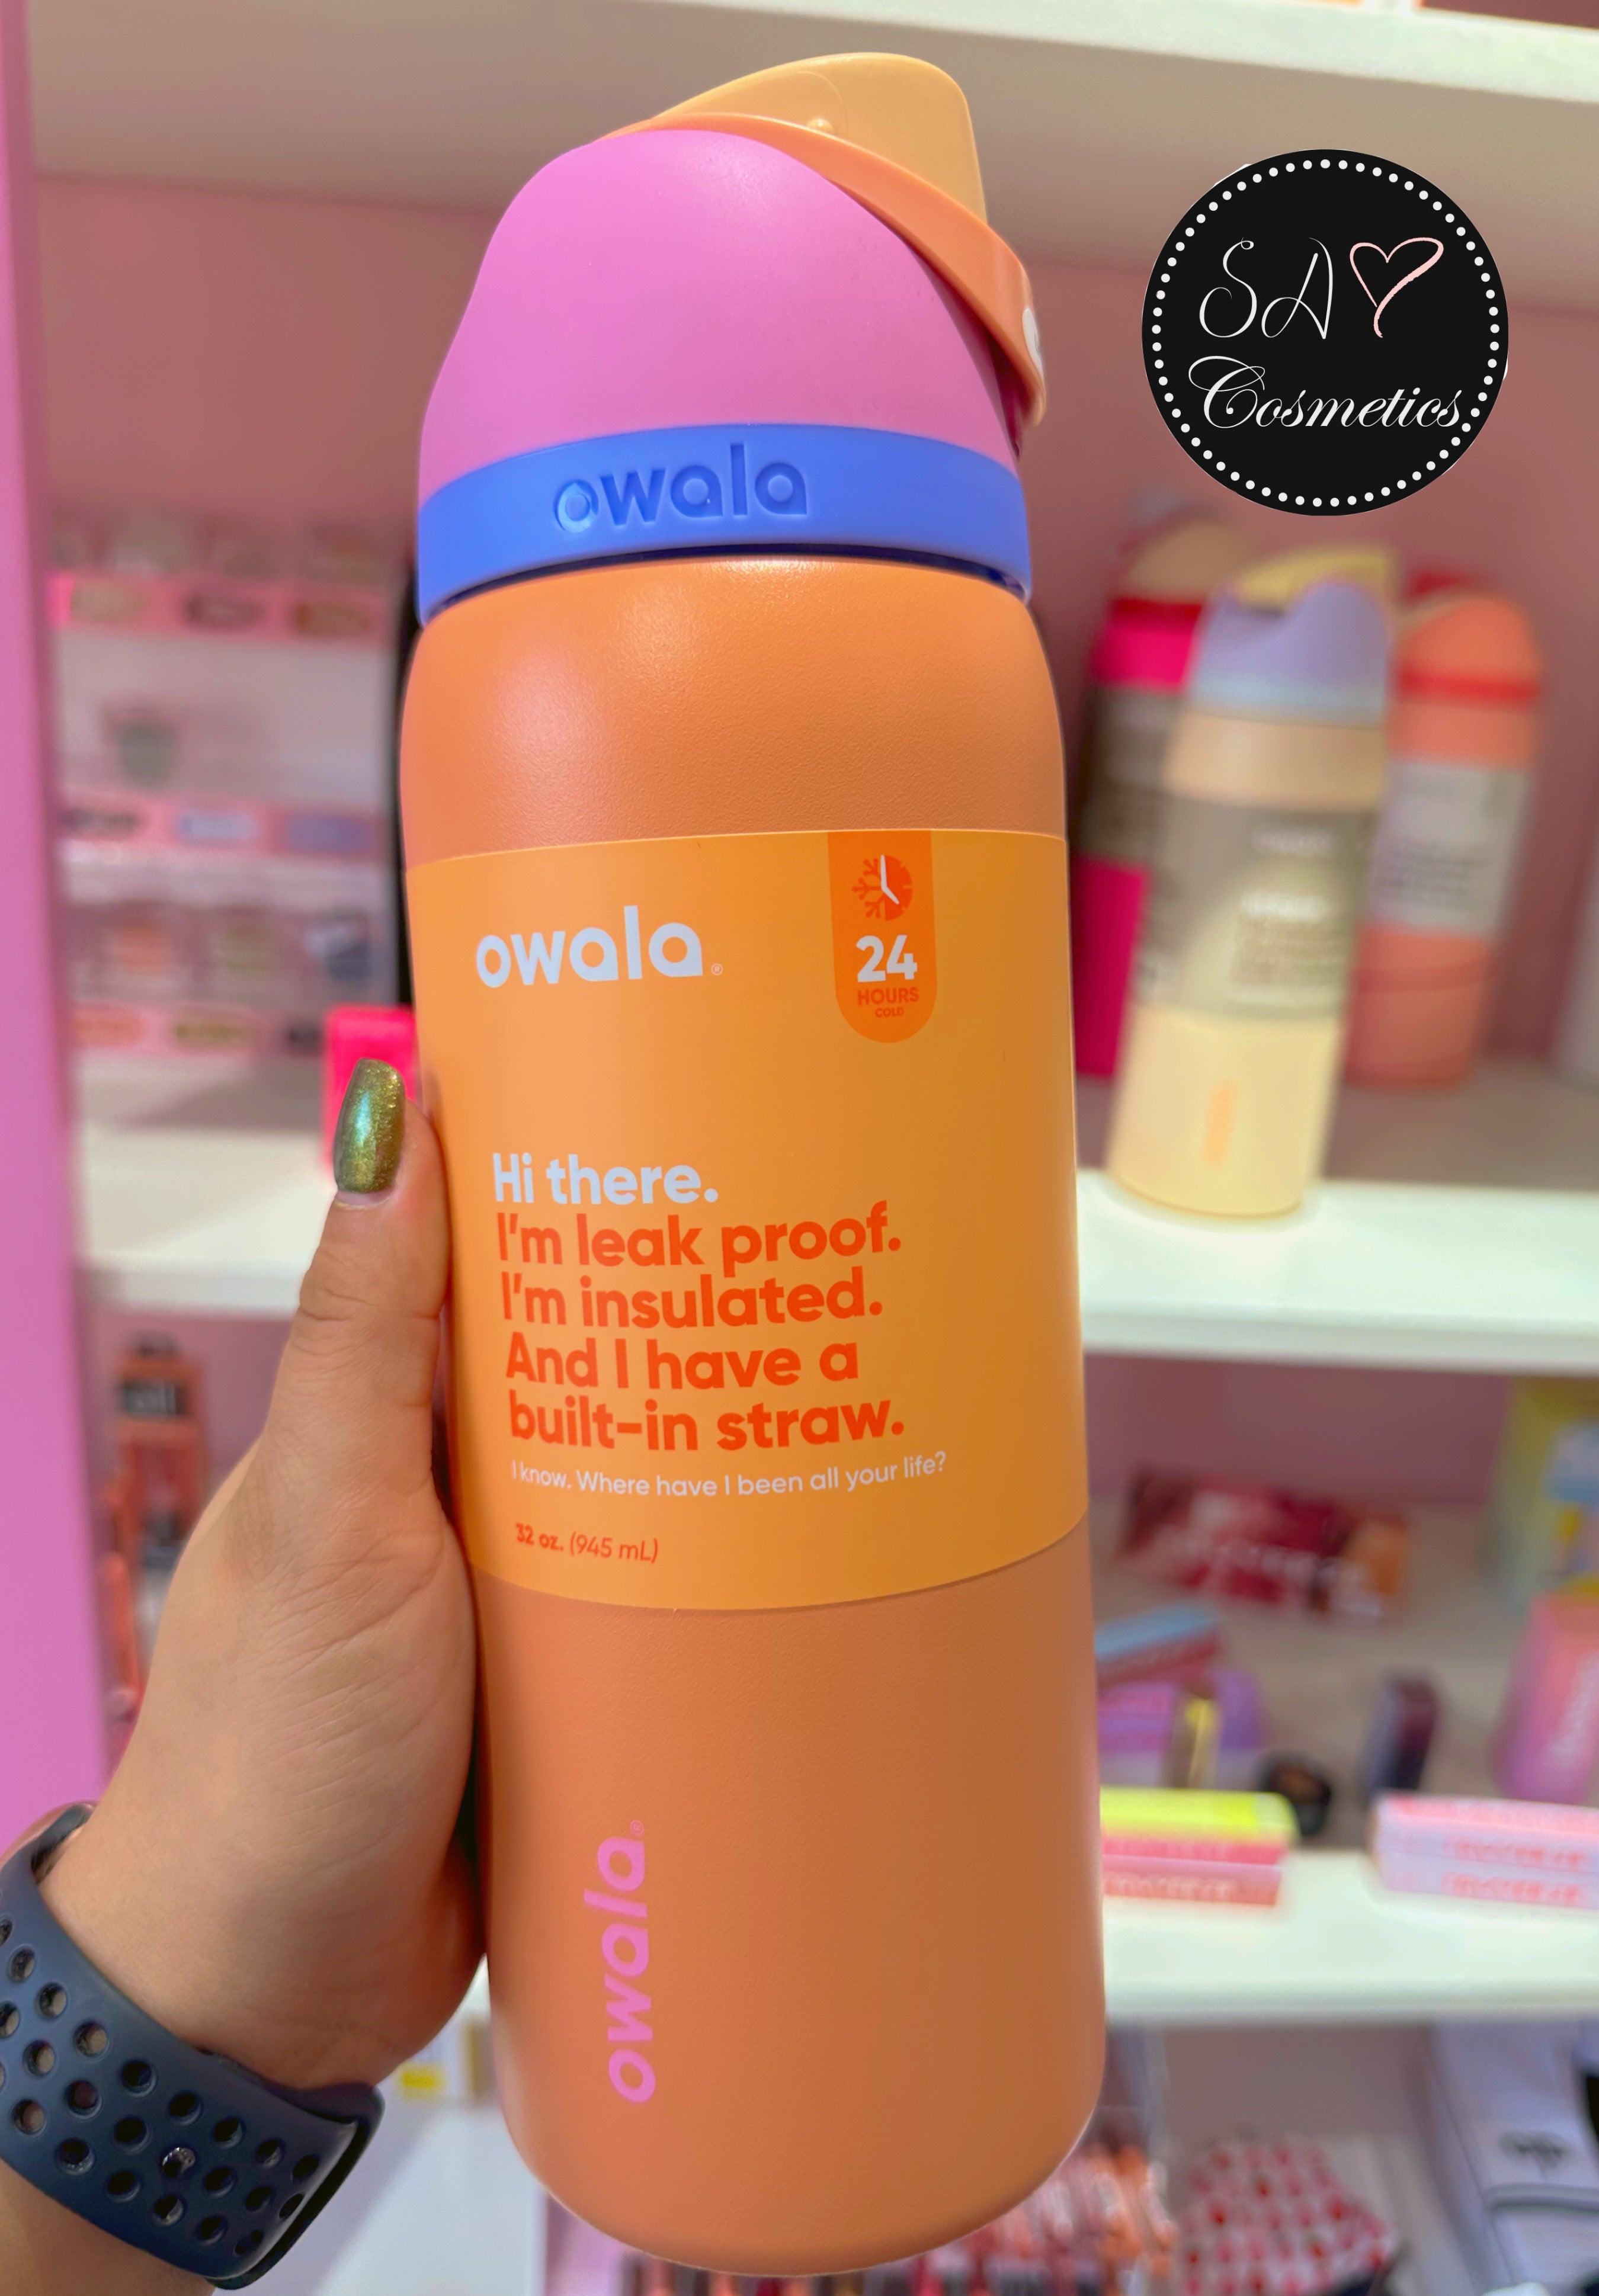 SA
Cosmetics
owala
owala®
24
HOURS
COLD
Hi there.
I'm leak proof.
I'm insulated.
And I have a
built-in straw.
I know. Where have I been all your life?
32 oz. (945 mL)
owala®